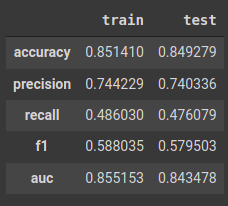 train test
accuracy 0.851410 0.849279
precision 0.744229 0.740336
recall 0.486030 0.476079
f1 0.588035 0.579503
auc 0.855153 0.843478